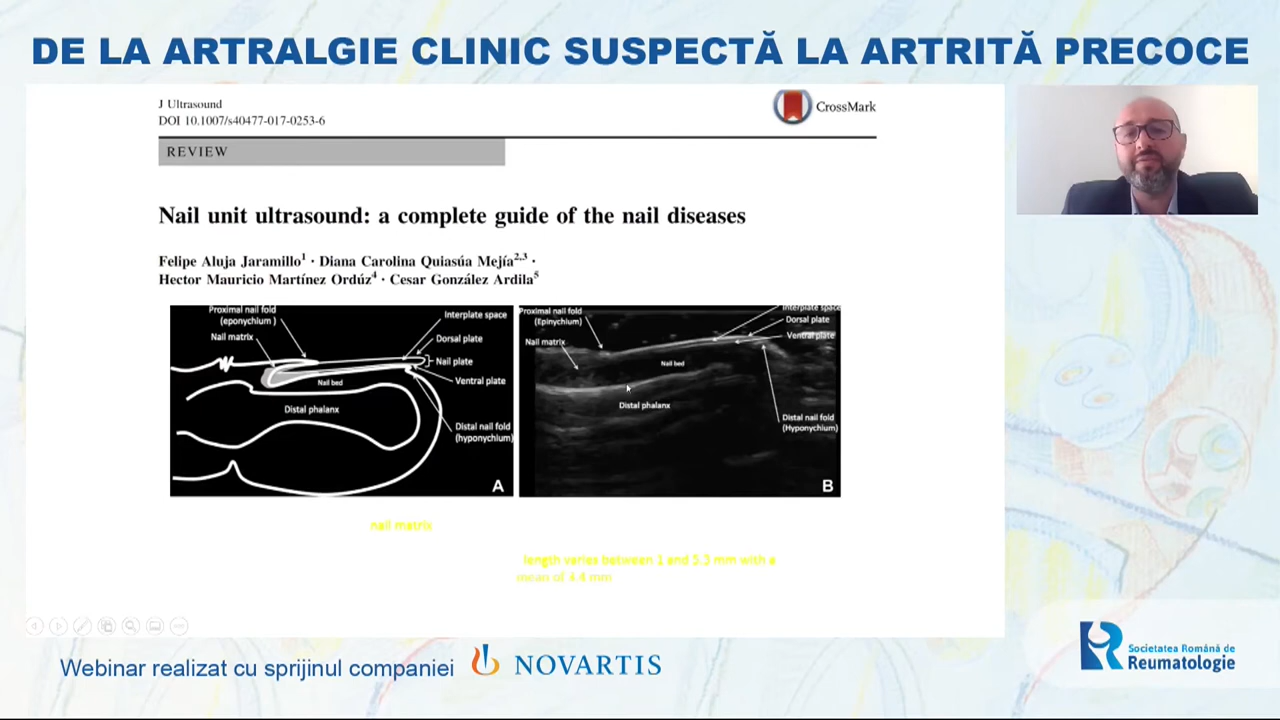 DE LA ARTRALGIE CLINIC SUSPECTĂ LA ARTRITĂ PRECOCE
J Ultrasound
DOI 10.1007/s40477-017-0253-6
CrossMark
REVIEW
Nail unit ultrasound: a complete guide of the nail diseases
Felipe Aluja Jaramillo1 · Diana Carolina Quiasúa Mejía2,3 ·
Hector Mauricio Martínez Ordúz4 · Cesar González Ardila5
Proximal nail fold
(eponychium )
Nail matrix
Interplate space
Dorsal plate
Nail plate
Nail bed
Ventral plate
Distal phalanx
Distal nail fold
(hyponychium)
A
Proximal nail fold
(Epinychium)
Nail matrix
Interplate space
Dorsal plate
Ventral plate
Nail bed
Distal phalanx
Distal nail fold
(Hyponychium)
B
nail matrix
length varies between 1 and 5.3 mm with a
mean of 3.4 mm
Webinar realizat cu sprijinul companiei
NOVARTIS
Societatea Română de
Reumatologie